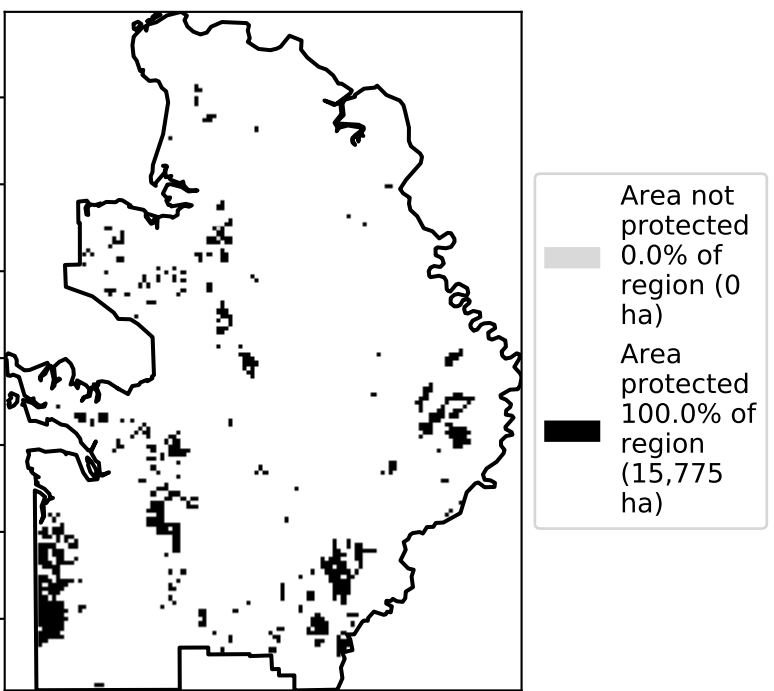 Area not
protected
0.0% of
region (0
ha)
Area
protected
100.0% of
region
(15,775
ha)